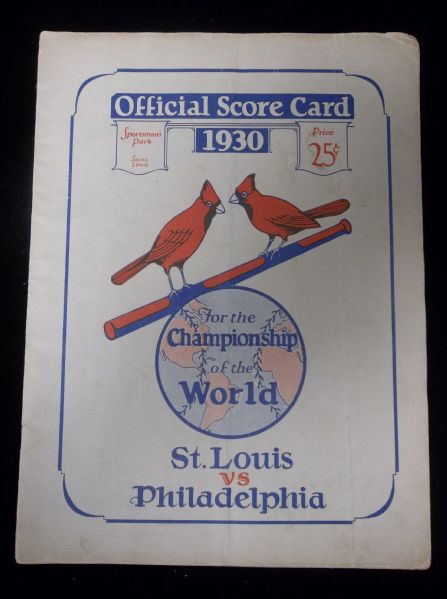 Official Score Card
1930
Sportsman's
Park
Saint
Louis
Price
25¢
for the
Championship
of the
World
St. Louis
vs
Philadelphia